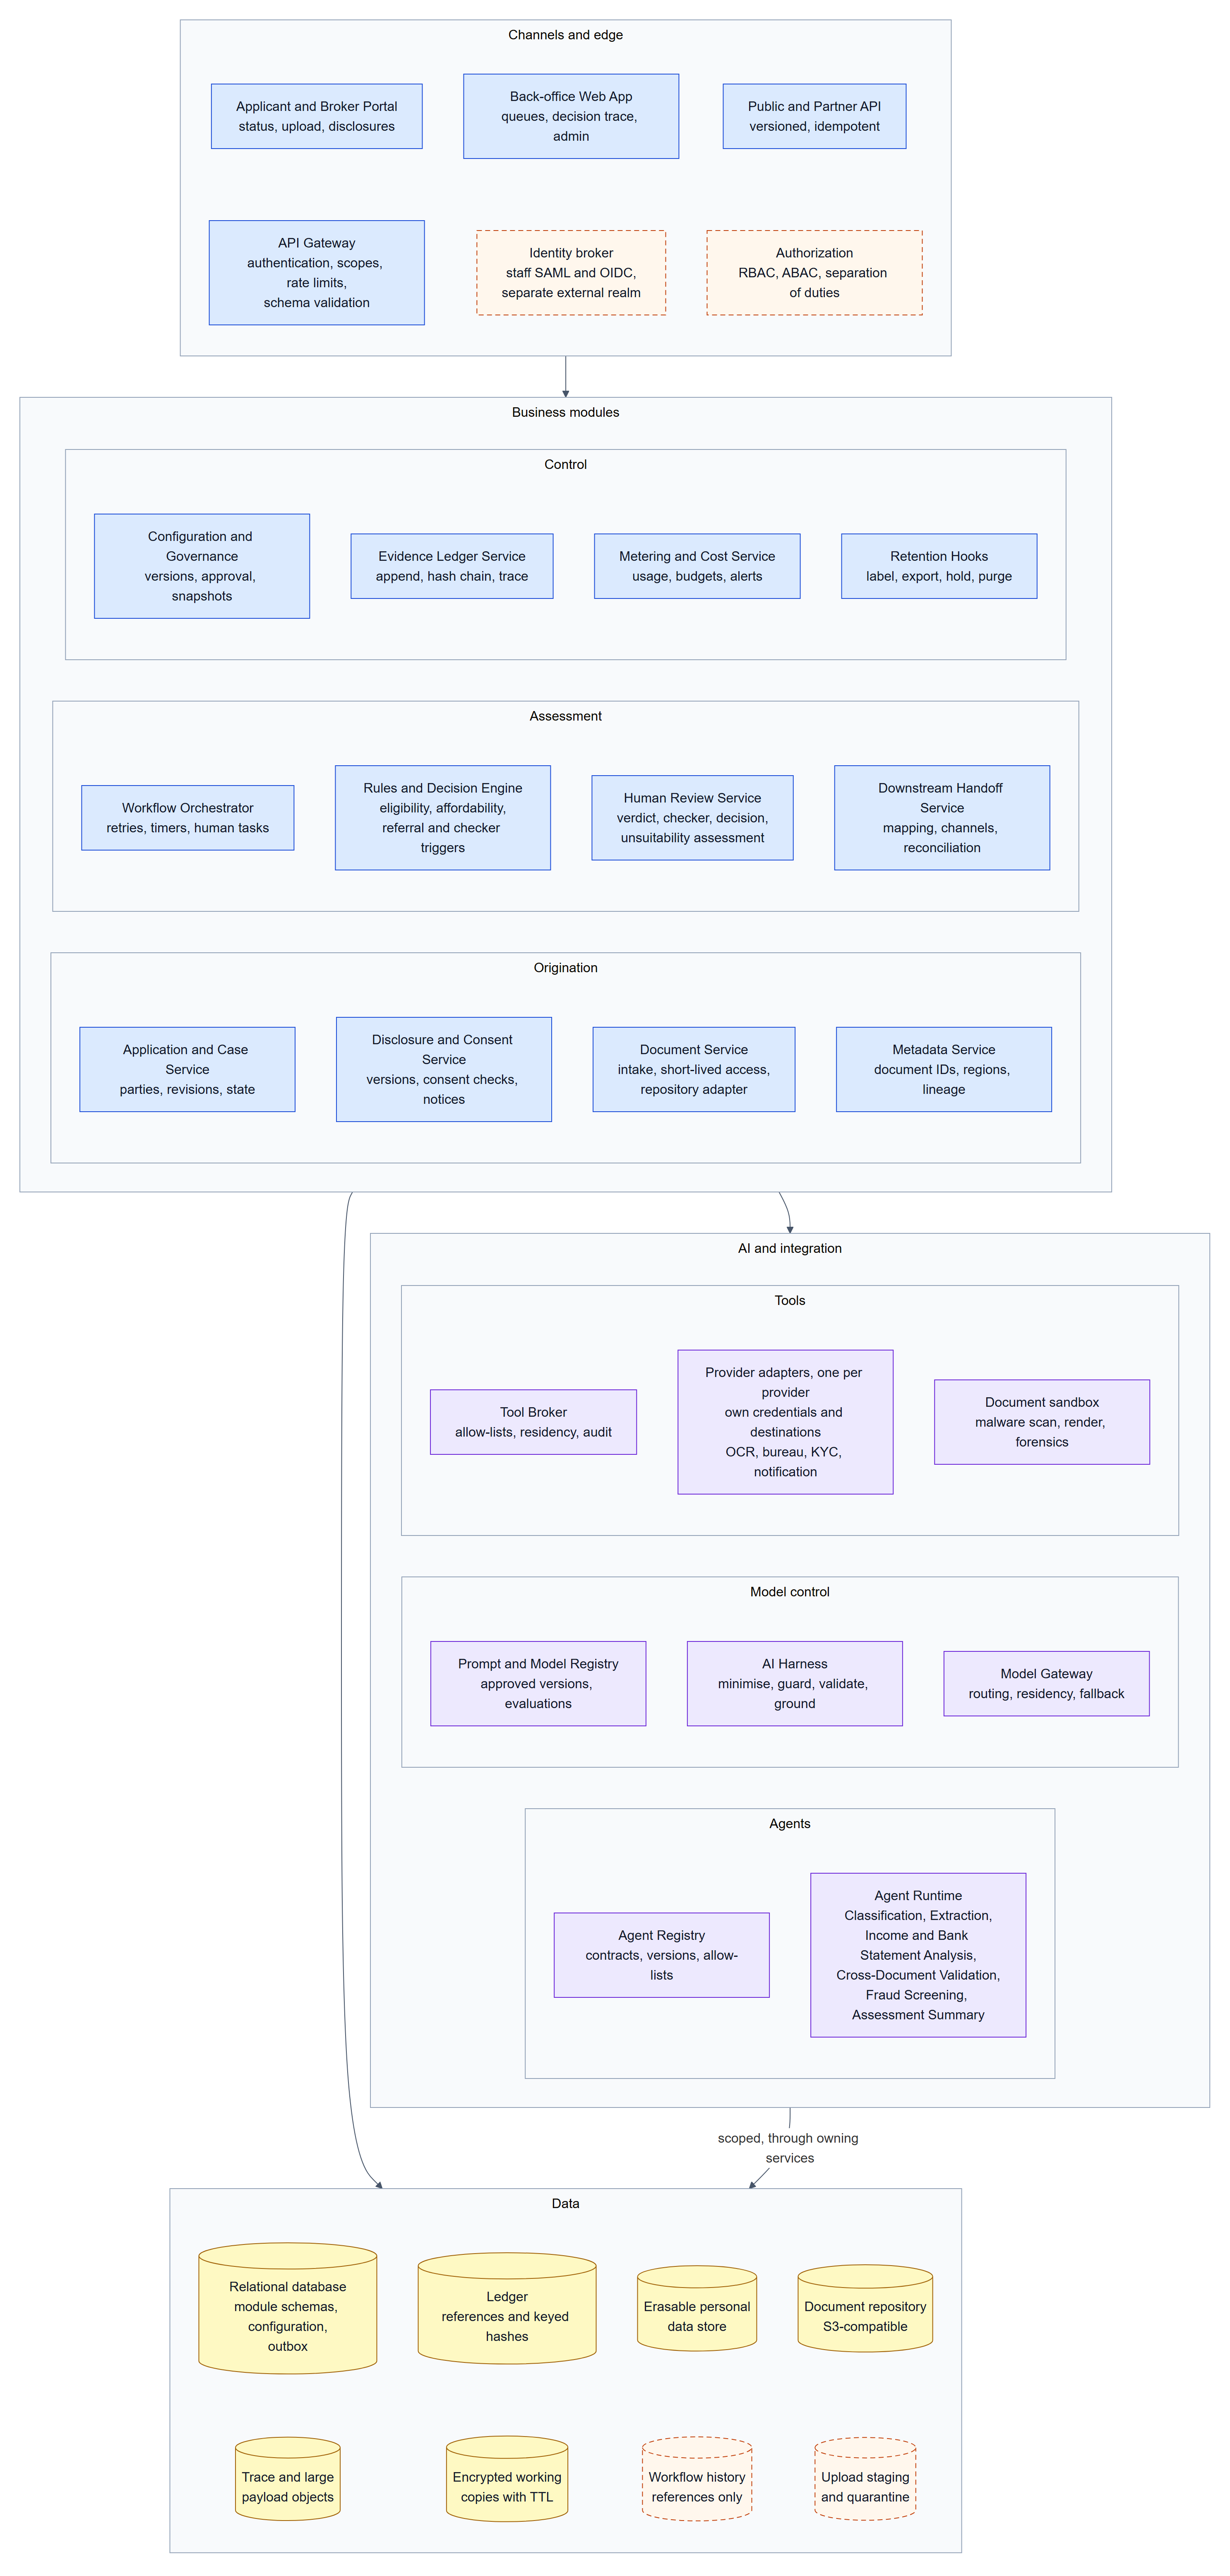 Channels and edge
Applicant and Broker Portal
status, upload, disclosures
Back-office Web App
queues, decision trace,
admin
Public and Partner API
versioned, idempotent
API Gateway
authentication, scopes,
rate limits,
schema validation
Identity broker
staff SAML and OIDC,
separate external realm
Authorization
RBAC, ABAC, separation
of duties
Business modules
Control
Configuration and
Governance
versions, approval,
snapshots
Evidence Ledger Service
append, hash chain, trace
Metering and Cost Service
usage, budgets, alerts
Retention Hooks
label, export, hold, purge
Assessment
Workflow Orchestrator
retries, timers, human tasks
Rules and Decision Engine
eligibility, affordability,
referral and checker
triggers
Human Review Service
verdict, checker, decision,
unsuitability assessment
Downstream Handoff
Service
mapping, channels,
reconciliation
Origination
Application and Case
Service
parties, revisions, state
Disclosure and Consent
Service
versions, consent checks,
notices
Document Service
intake, short-lived access,
repository adapter
Metadata Service
document IDs, regions,
lineage
AI and integration
Tools
Tool Broker
allow-lists, residency, audit
Provider adapters, one per
provider
own credentials and
destinations
OCR, bureau, KYC,
notification
Document sandbox
malware scan, render,
forensics
Model control
Prompt and Model Registry
approved versions,
evaluations
AI Harness
minimise, guard, validate,
ground
Model Gateway
routing, residency, fallback
Agents
Agent Registry
contracts, versions, allow-
lists
Agent Runtime
Classification, Extraction,
Income and Bank
Statement Analysis,
Cross-Document Validation,
Fraud Screening,
Assessment Summary
scoped, through owning
services
Data
Relational database
module schemas,
configuration,
outbox
Ledger
references and keyed
hashes
Erasable personal
data store
Document repository
S3-compatible
Trace and large
payload objects
Encrypted working
copies with TTL
Workflow history
references only
Upload staging
and quarantine